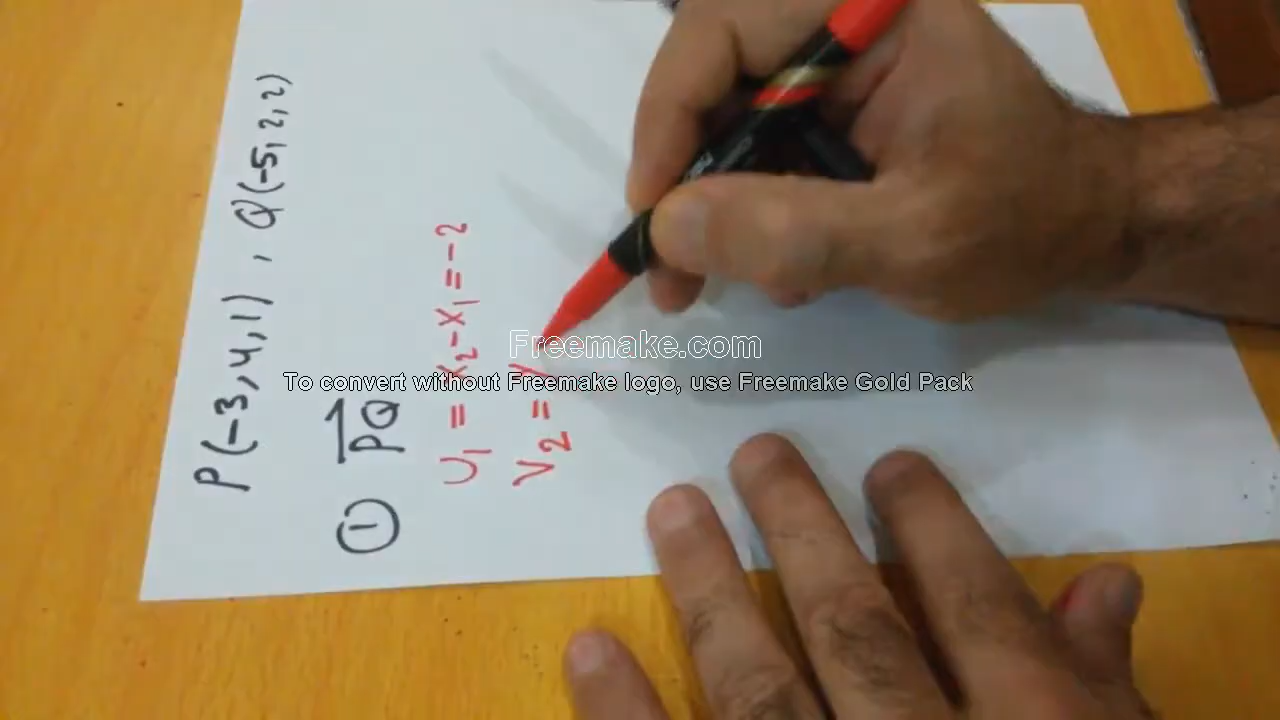 P(-3,4,1) , Q(-5,2,2)
① PQ
U1 = X2-X1 = -2
V2 = Y
Freemake.com
To convert without Freemake logo, use Freemake Gold Pack